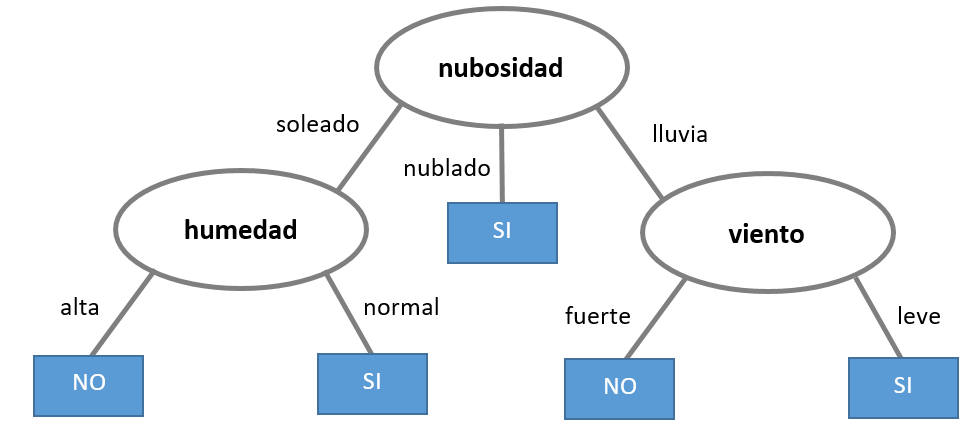 nubosidad
soleado
nublado
lluvia
humedad
SI
viento
alta
normal
fuerte
leve
NO
SI
NO
SI